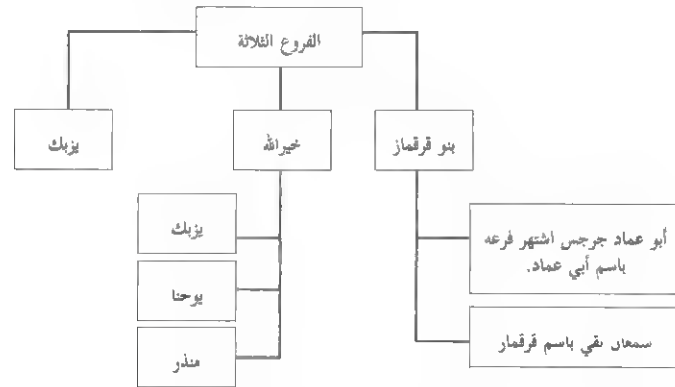 الفروع الثلاثة
بنو قرقماز
خيرالله
يزبك
أبو عماد جرجس اشتهر فرعه
باسم أبي عماد.
سمعان بقي باسم قرقمار
يزبك
يوحنا
منذر